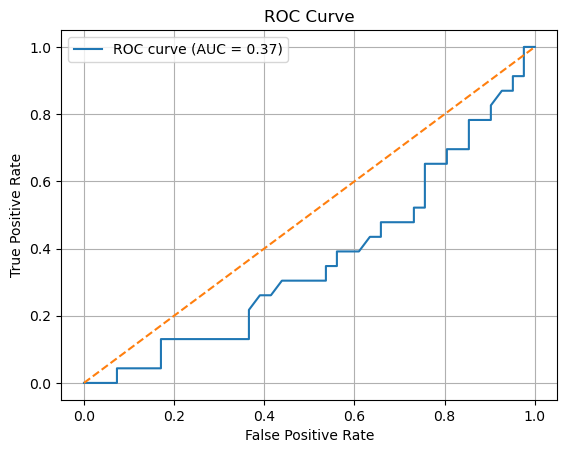 ROC Curve
ROC curve (AUC = 0.37)
True Positive Rate
1.0
0.8
0.6
0.4
0.2
0.0
0.0 0.2 0.4 0.6 0.8 1.0
False Positive Rate